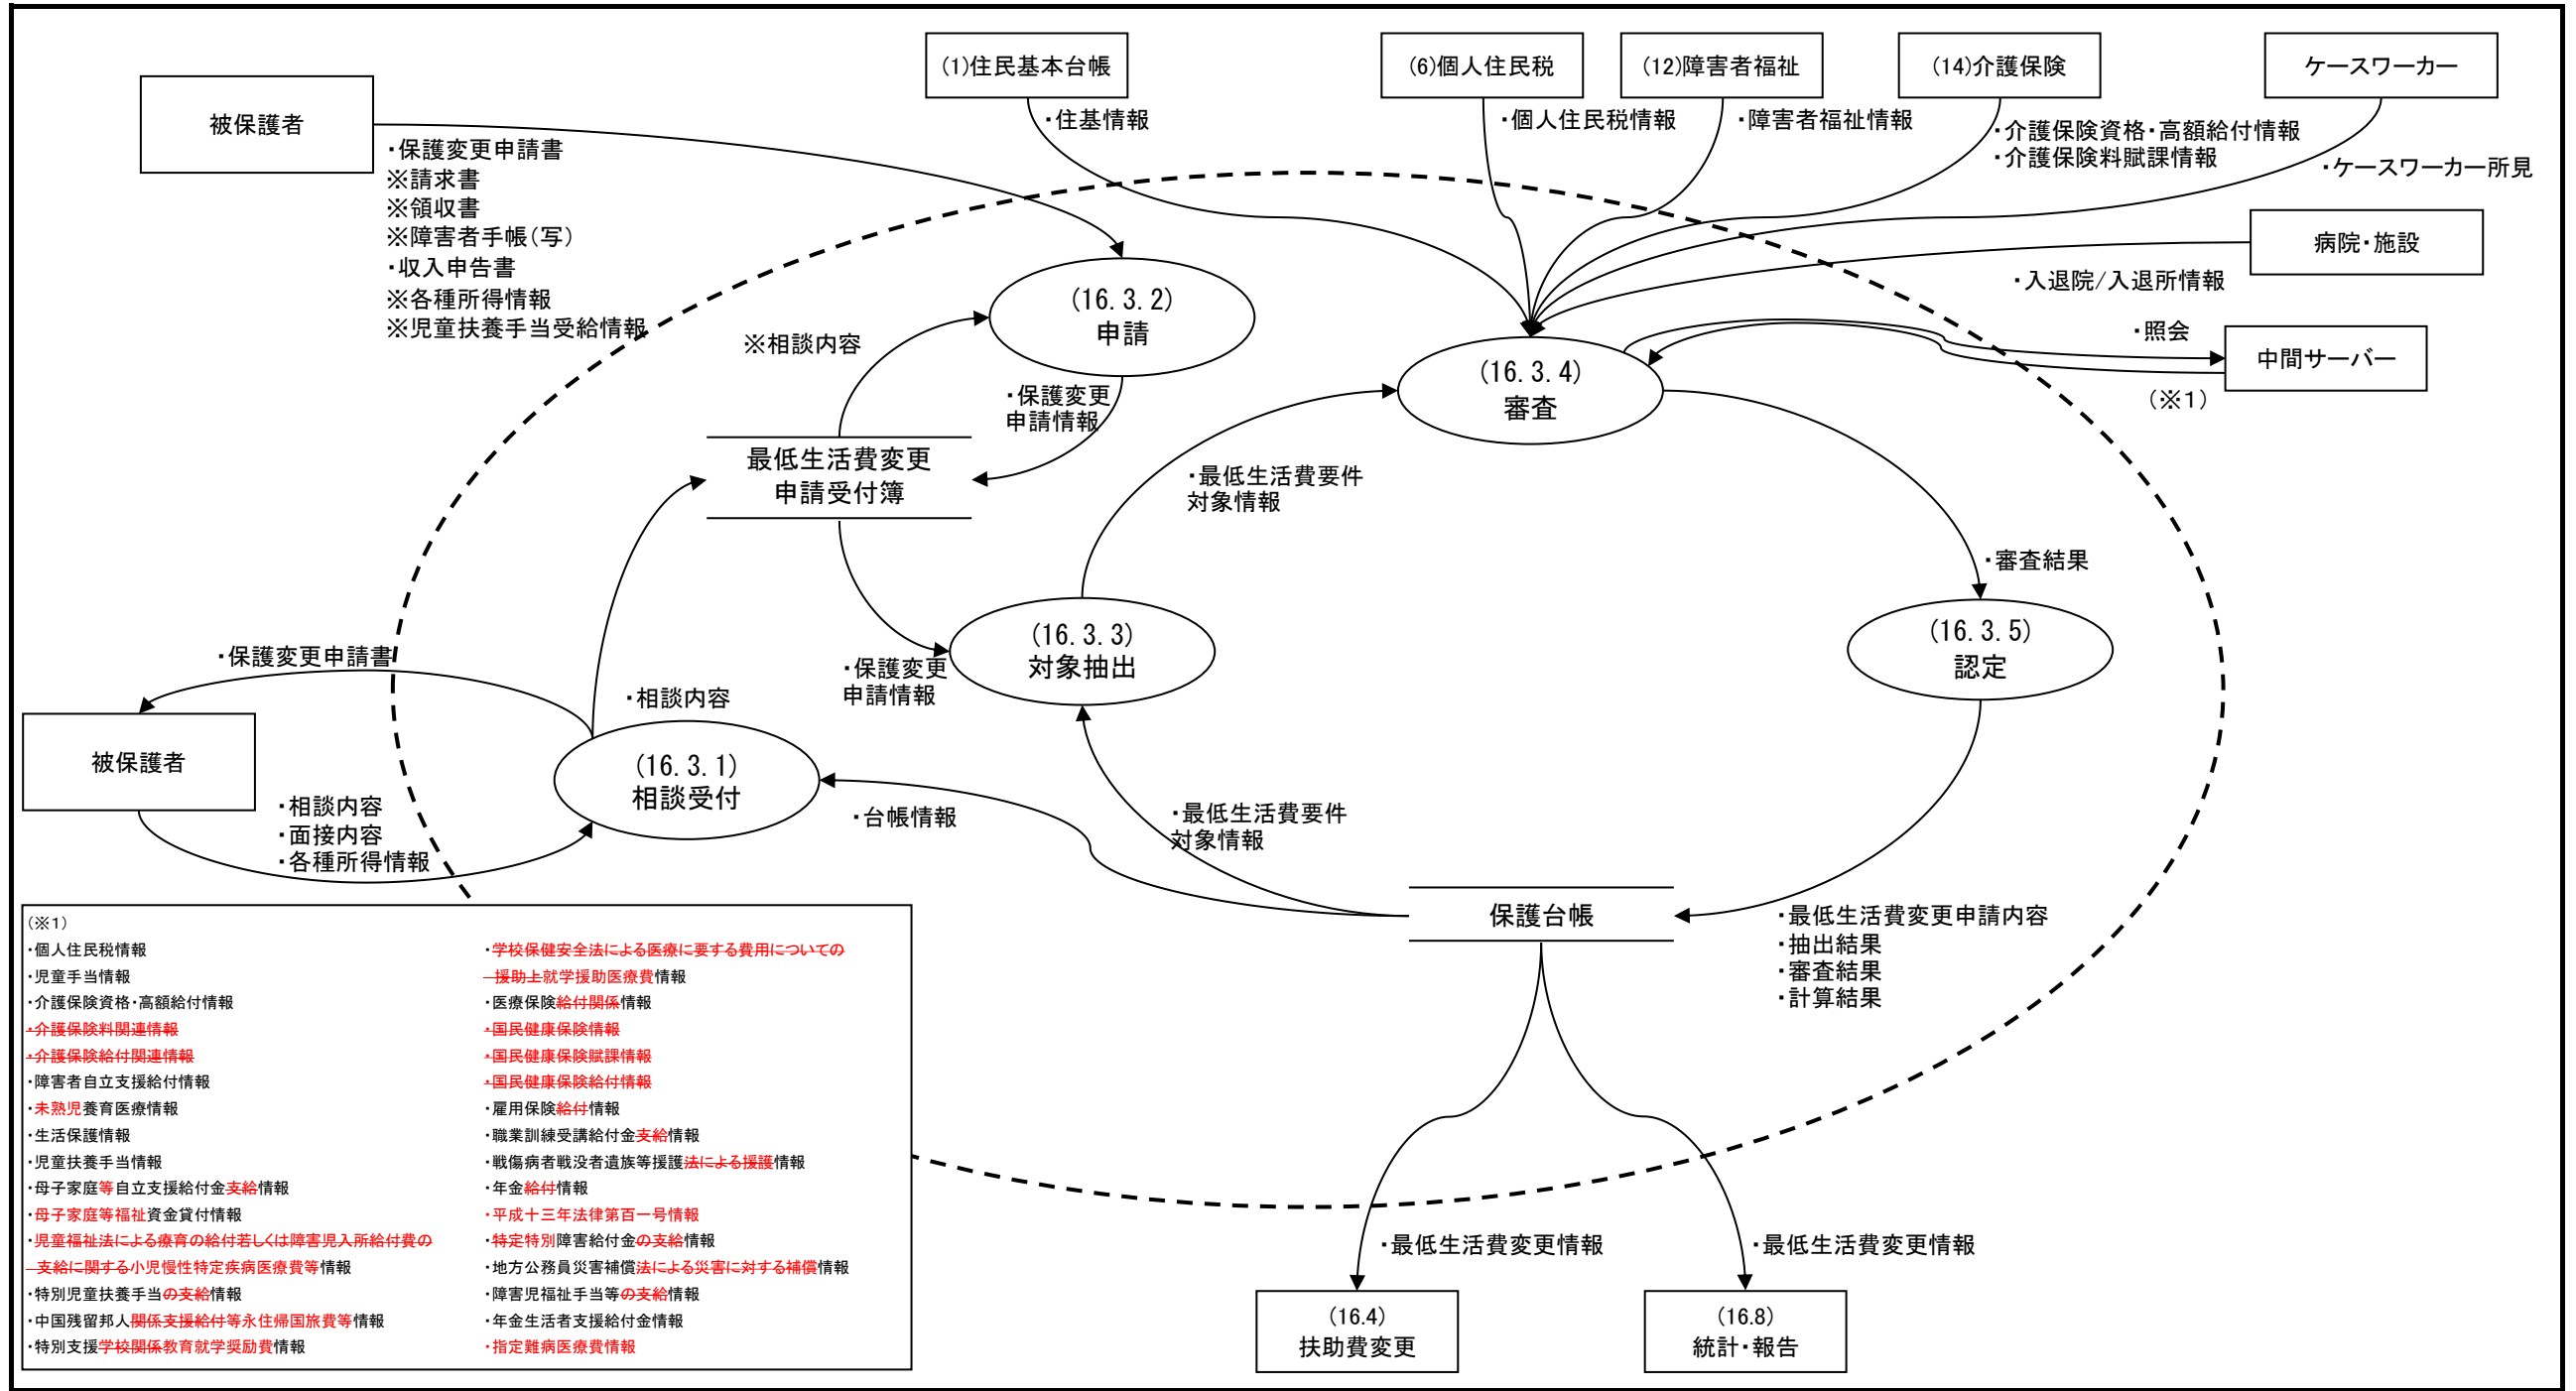 (1)住民基本台帳
(6)個人住民税
(12)障害者福祉
(14)介護保険
ケースワーカー
被保護者
・住基情報
・個人住民税情報
・障害者福祉情報
・介護保険資格・高額給付情報
・介護保険料賦課情報
・ケースワーカー所見
・保護変更申請書
※請求書
※領収書
※障害者手帳(写)
・収入申告書
※各種所得情報
※児童扶養手当受給情報
病院・施設
・入退院/入退所情報
(16.3.2)
申請
※相談内容
・照会
中間サーバー
(※1)
(16.3.4)
審査
・保護変更
申請情報
最低生活費変更
申請受付簿
・最低生活費要件
対象情報
・審査結果
(16.3.3)
対象抽出
(16.3.5)
認定
・保護変更申請書
・保護変更
申請情報
・相談内容
被保護者
(16.3.1)
相談受付
・相談内容
・面接内容
・各種所得情報
・台帳情報
・最低生活費要件
対象情報
保護台帳
・最低生活費変更申請内容
・抽出結果
・審査結果
・計算結果
(※1)
・個人住民税情報
・児童手当情報
・介護保険資格・高額給付情報
・介護保険料関連情報
・介護保険給付関連情報
・障害者自立支援給付情報
・未熟児養育医療情報
・生活保護情報
・児童扶養手当情報
・母子家庭等自立支援給付金支給情報
・母子家庭等福祉資金貸付情報
・児童福祉法による療育の給付若しくは障害児入所給付費の
支給に関する小児慢性特定疾病医療費等情報
・特別児童扶養手当の支給情報
・中国残留邦人関係支援給付等永住帰国旅費等情報
・特別支援学校関係教育就学奨励費情報
・学校保健安全法による医療に要する費用についての
援助上就学援助医療費情報
・医療保険給付関係情報
・国民健康保険情報
・国民健康保険賦課情報
・国民健康保険給付情報
・雇用保険給付情報
・職業訓練受講給付金支給情報
・戦傷病者戦没者遺族等援護法による援護情報
・年金給付情報
・平成十三年法律第百一号情報
・特定特別障害給付金の支給情報
・地方公務員災害補償法による災害に対する補償情報
・障害児福祉手当等の支給情報
・年金生活者支援給付金情報
・指定難病医療費情報
・最低生活費変更情報
・最低生活費変更情報
(16.4)
扶助費変更
(16.8)
統計・報告